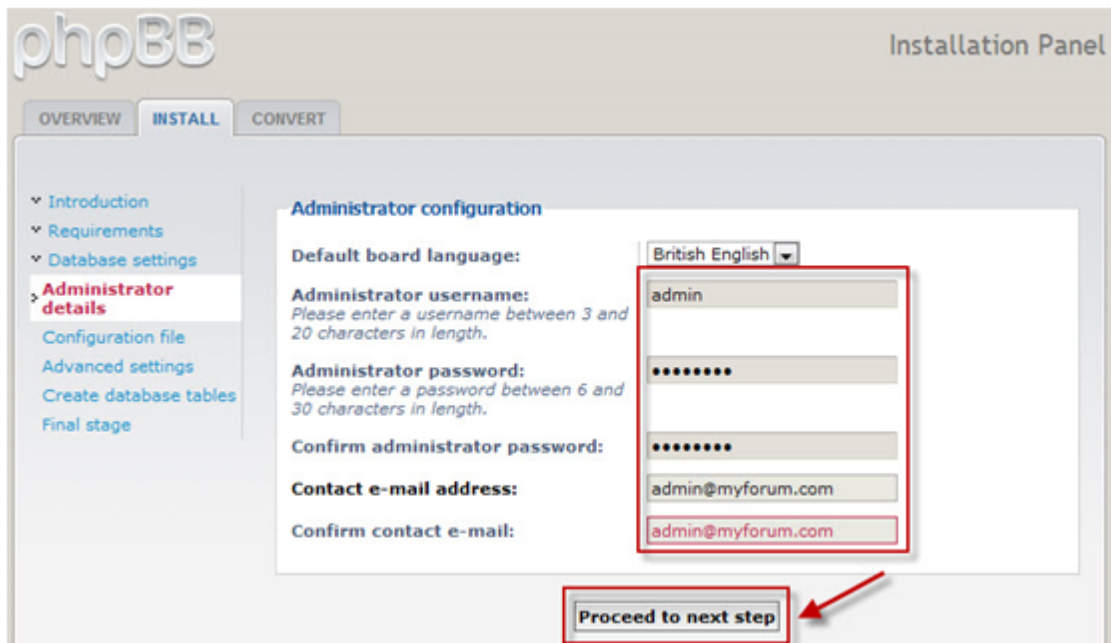 phpBB
Installation Panel
OVERVIEW INSTALL CONVERT
Introduction
Requirements
Database settings
Administrator
details
Configuration file
Advanced settings
Create database tables
Final stage
Administrator configuration
Default board language: British English
Administrator username: admin
Please enter a username between 3 and
20 characters in length.
Administrator password: ••••••••
Please enter a password between 6 and
30 characters in length.
Confirm administrator password: ••••••••
Contact e-mail address: admin@myforum.com
Confirm contact e-mail: admin@myforum.com
Proceed to next step